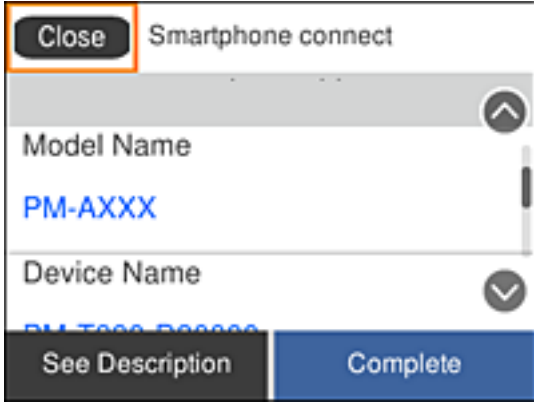 Close
Smartphone connect
Model Name
PM-AXXX
Device Name
See Description
Complete